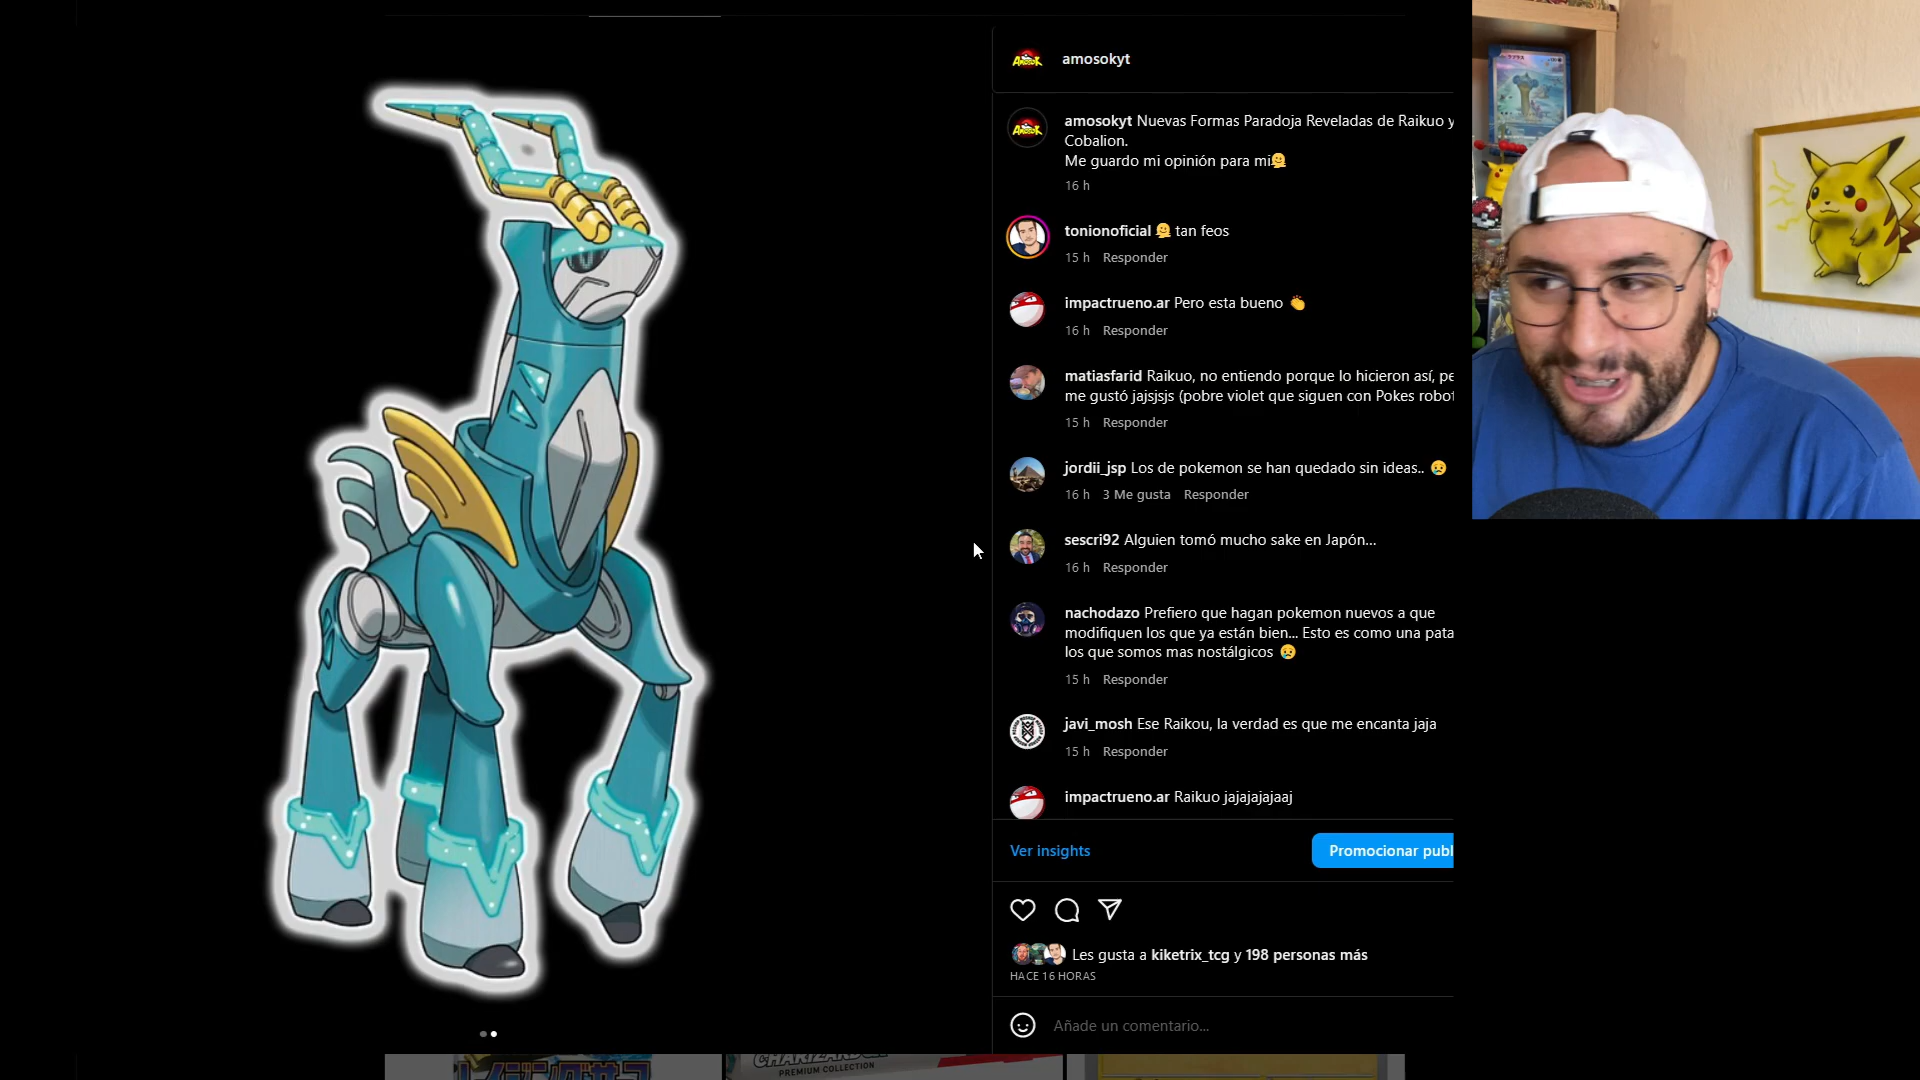 AMOSOK
amosokyt
AMOSOK
amosokyt Nuevas Formas Paradoja Reveladas de Raikuo y
Cobalion.
Me guardo mi opinión para mi🫠
16 h
tonionoficial 🫠 tan feos
15 h Responder
impactrueno.ar Pero esta bueno 👏
16 h Responder
matiasfarid Raikuo, no entiendo porque lo hicieron así, pe
me gustó jajsjsjs (pobre violet que siguen con Pokes robot
15 h Responder
jordii_jsp Los de pokemon se han quedado sin ideas.. 😥
16 h 3 Me gusta Responder
sescri92 Alguien tomó mucho sake en Japón...
16 h Responder
nachodazo Prefiero que hagan pokemon nuevos a que
modifiquen los que ya están bien... Esto es como una pata
los que somos mas nostálgicos 😥
15 h Responder
javi_mosh Ese Raikou, la verdad es que me encanta jaja
15 h Responder
impactrueno.ar Raikuo jajajajajaaj
Ver insights
Promocionar publ
Les gusta a kiketrix_tcg y 198 personas más
HACE 16 HORAS
Añade un comentario...
PREMIUM COLLECTION